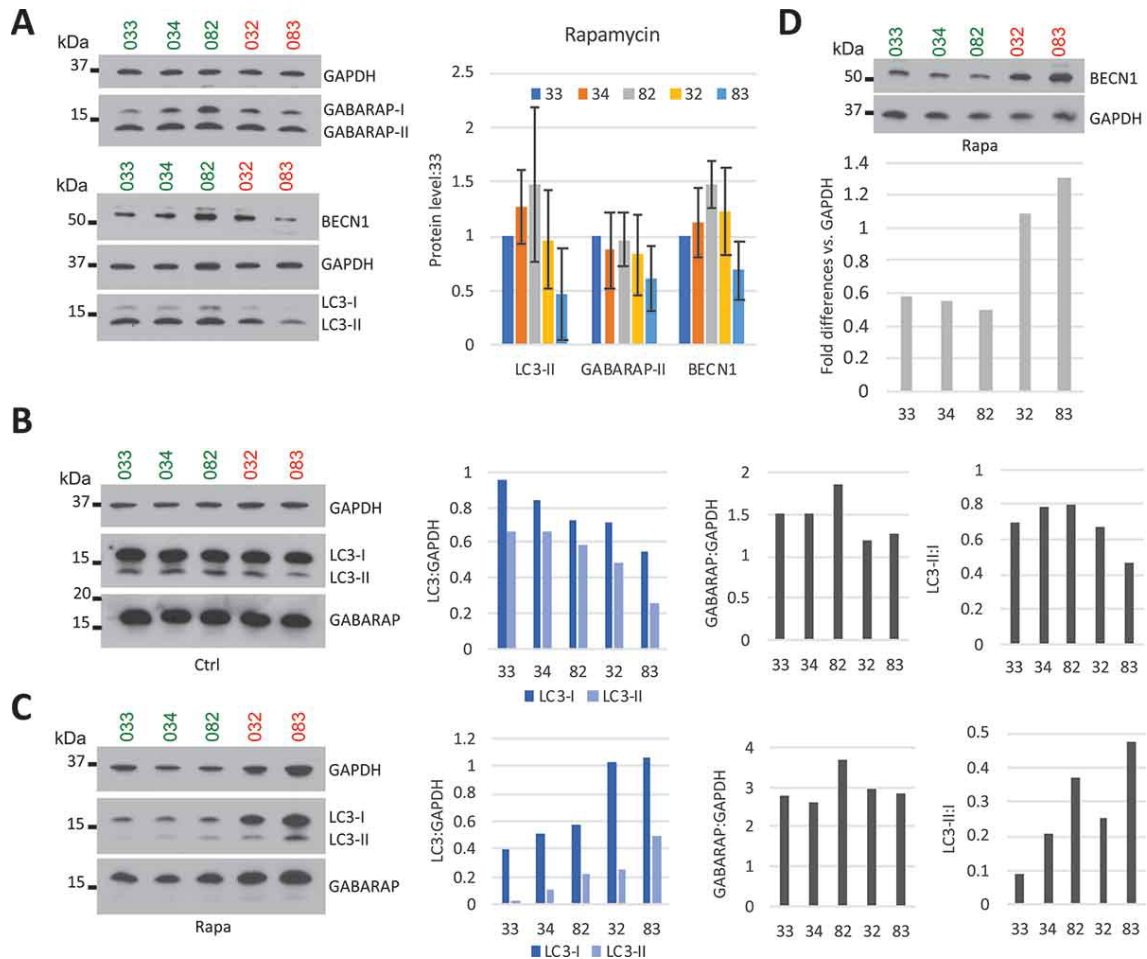 A
033 034 082 032 083
kDa
37
GAPDH
15
GABARAP-I
GABARAP-II
033 034 082 032 083
50
BECN1
37
GAPDH
15
LC3-I
LC3-II
Rapamycin
Protein level:33
2.5
2
1.5
1
0.5
0
33 34 82 32 83
LC3-II GABARAP-II BECN1
D
033 034 082 032 083
kDa
50
BECN1
37
GAPDH
Rapa
Fold differences vs. GAPDH
1.4
1.2
1
0.8
0.6
0.4
0.2
0
33 34 82 32 83
B
033 034 082 032 083
kDa
37
GAPDH
15
LC3-I
LC3-II
20
15
GABARAP
Ctrl
LC3:GAPDH
1
0.8
0.6
0.4
0.2
0
33 34 82 32 83
LC3-I LC3-II
GABARAP:GAPDH
2
1.5
1
0.5
0
33 34 82 32 83
LC3-II:I
1
0.8
0.6
0.4
0.2
0
33 34 82 32 83
C
033 034 082 032 083
kDa
37
GAPDH
15
LC3-I
LC3-II
15
GABARAP
Rapa
LC3:GAPDH
1.2
1
0.8
0.6
0.4
0.2
0
33 34 82 32 83
LC3-I LC3-II
GABARAP:GAPDH
4
3
2
1
0
33 34 82 32 83
LC3-II:I
0.5
0.4
0.3
0.2
0.1
0
33 34 82 32 83